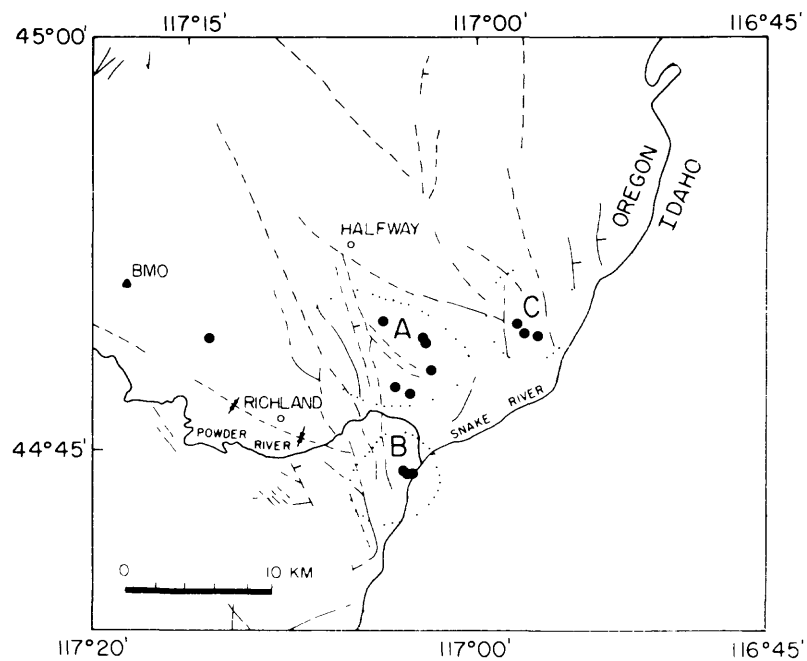 117°15' 117°00' 116°45'
45°00'
OREGON
IDAHO
HALFWAY
BMO
C
A
RICHLAND
SNAKE RIVER
POWDER RIVER
44°45'
B
0 10 KM
117°20' 117°00' 116°45'